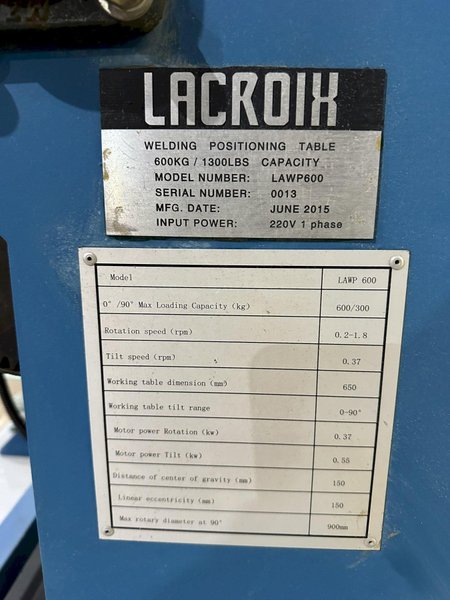 LACROIX
WELDING POSITIONING TABLE
600KG / 1300LBS CAPACITY
MODEL NUMBER: LAWP600
SERIAL NUMBER: 0013
MFG. DATE: JUNE 2015
INPUT POWER: 220V 1 phase
Model LAWP 600
0° /90° Max Loading Capacity (kg) 600/300
Rotation speed (rpm) 0.2-1.8
Tilt speed (rpm) 0.37
Working table dimension (mm) 650
Working table tilt range 0-90°
Motor power Rotation (kw) 0.37
Motor power Tilt (kw) 0.55
Distance of center of gravity (mm) 150
Linear eccentricity (mm) 150
Max rotary diameter at 90° 900mm